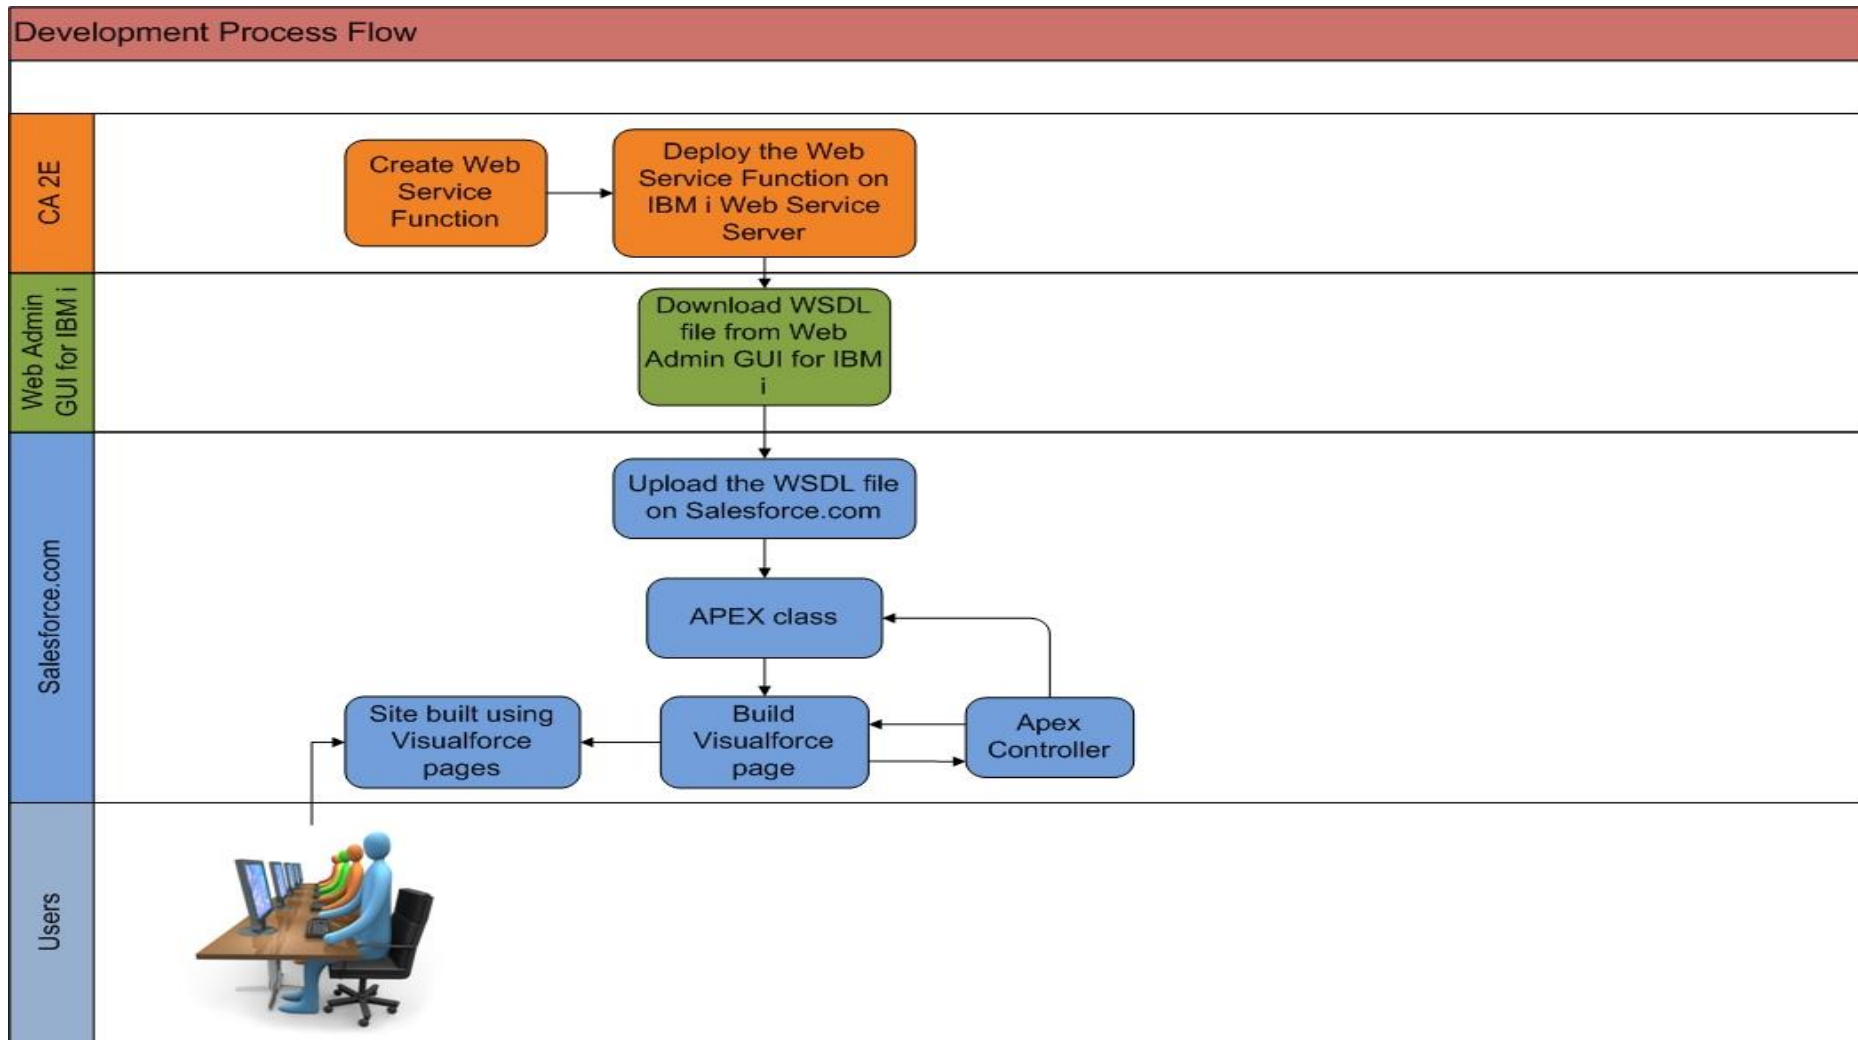 Development Process Flow
CA 2E
Create Web
Service
Function
Deploy the Web
Service Function on
IBM i Web Service
Server
Web Admin
GUI for IBM i
Download WSDL
file from Web
Admin GUI for IBM
i
Salesforce.com
Upload the WSDL file
on Salesforce.com
APEX class
Site built using
Visualforce
pages
Build
Visualforce
page
Apex
Controller
Users